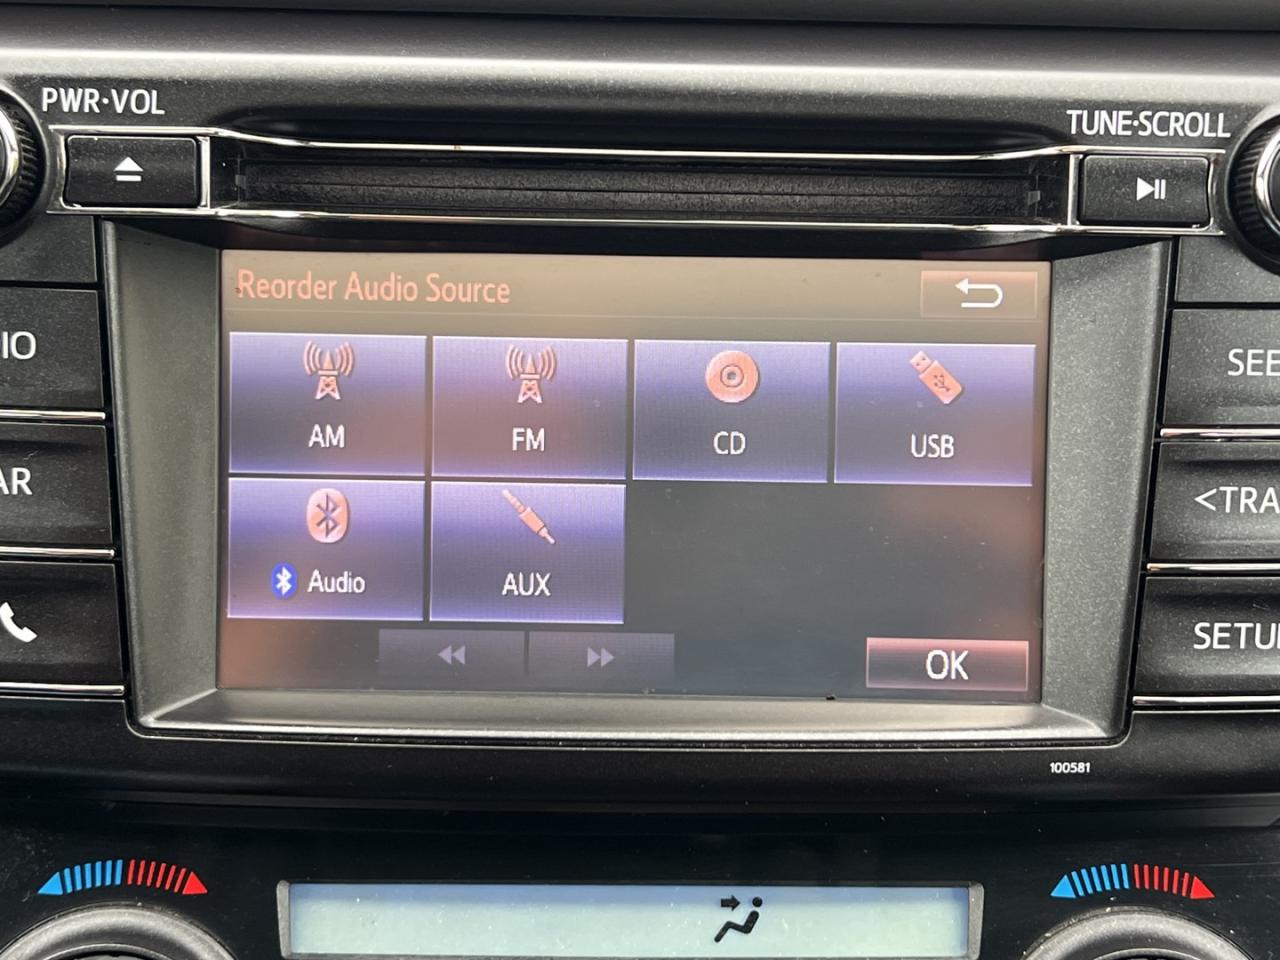 PWR·VOL
TUNE·SCROLL
Reorder Audio Source
AM
FM
CD
USB
Audio
AUX
OK
IO
AR
SEE
<TRA
SETU
100581